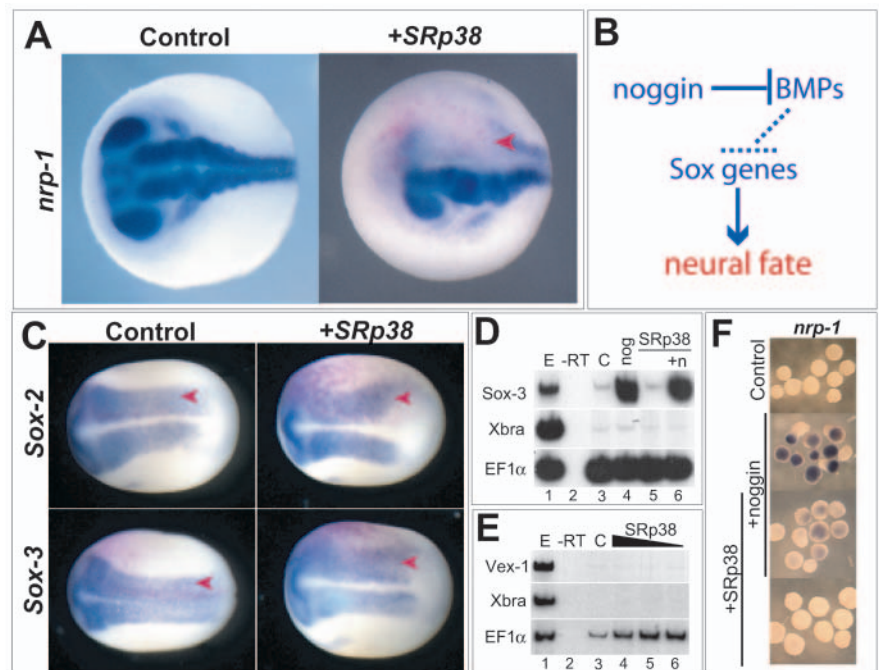 A
Control
+SRp38
nrp-1
B
noggin
BMPs
Sox genes
neural fate
C
Control
+SRp38
Sox-2
Sox-3
D
SRp38
E -RT C nog +n
Sox-3
Xbra
EF1α
1 2 3 4 5 6
E
SRp38
E -RT C
Vex-1
Xbra
EF1α
1 2 3 4 5 6
F
nrp-1
Control
+noggin
+SRp38